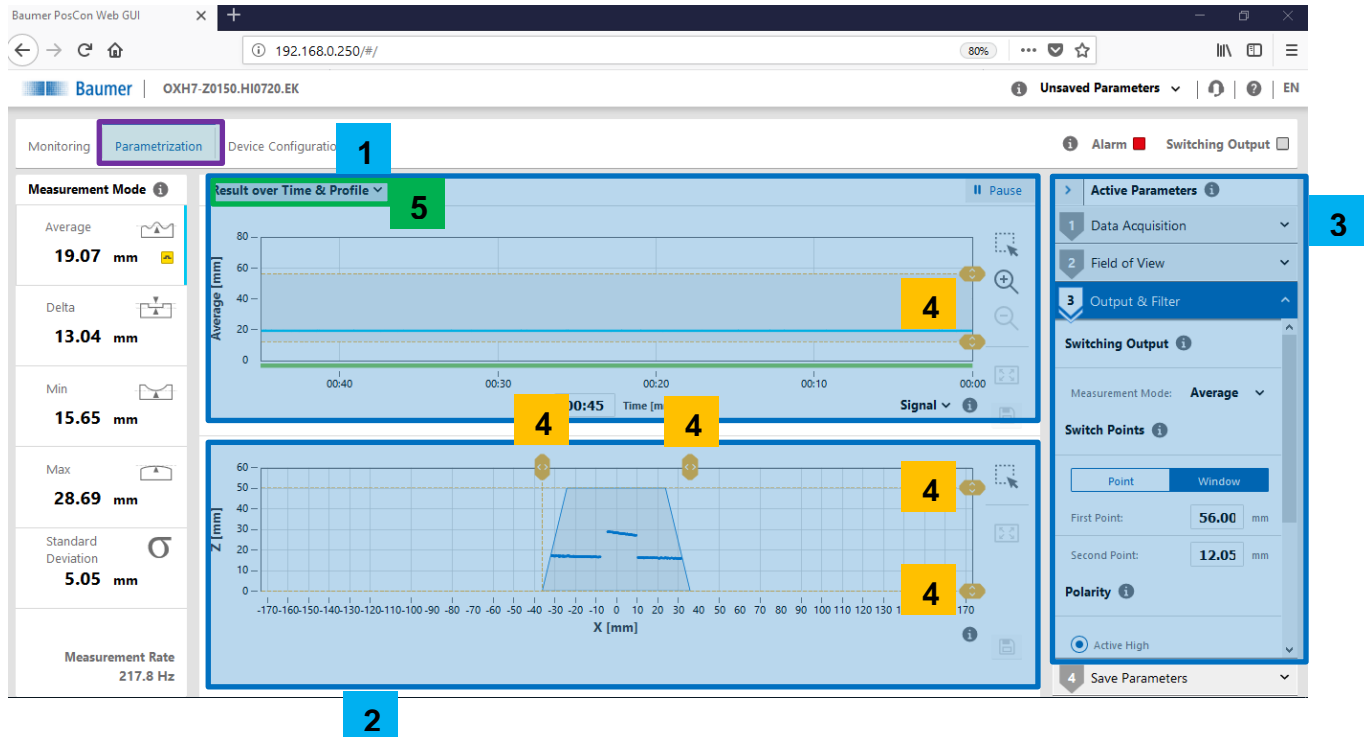 Baumer PosCon Web GUI
192.168.0.250/#/
80%
Baumer OXH7-Z0150.HI0720.EK
Unsaved Parameters
EN
Monitoring Parametrization Device Configuratio
1
Alarm Switching Output
Measurement Mode
Average
19.07 mm
Delta
13.04 mm
Min
15.65 mm
Max
28.69 mm
Standard
Deviation
σ
5.05 mm
Measurement Rate
217.8 Hz
Result over Time & Profile
5
Pause
Average [mm]
80
60
40
20
0
4
00:40 00:30 00:20 00:10 00:00
00:45 Time [m
Signal
4
4
Z [mm]
60
50
40
30
20
10
0
4
4
-170 -160 -150 -140 -130 -120 -110 -100 -90 -80 -70 -60 -50 -40 -30 -20 -10 0 10 20 30 40 50 60 70 80 90 100 110 120 130 170
X [mm]
2
Active Parameters
3
1 Data Acquisition
2 Field of View
3 Output & Filter
Switching Output
Measurement Mode: Average
Switch Points
Point Window
First Point: 56.00 mm
Second Point: 12.05 mm
Polarity
Active High
4 Save Parameters